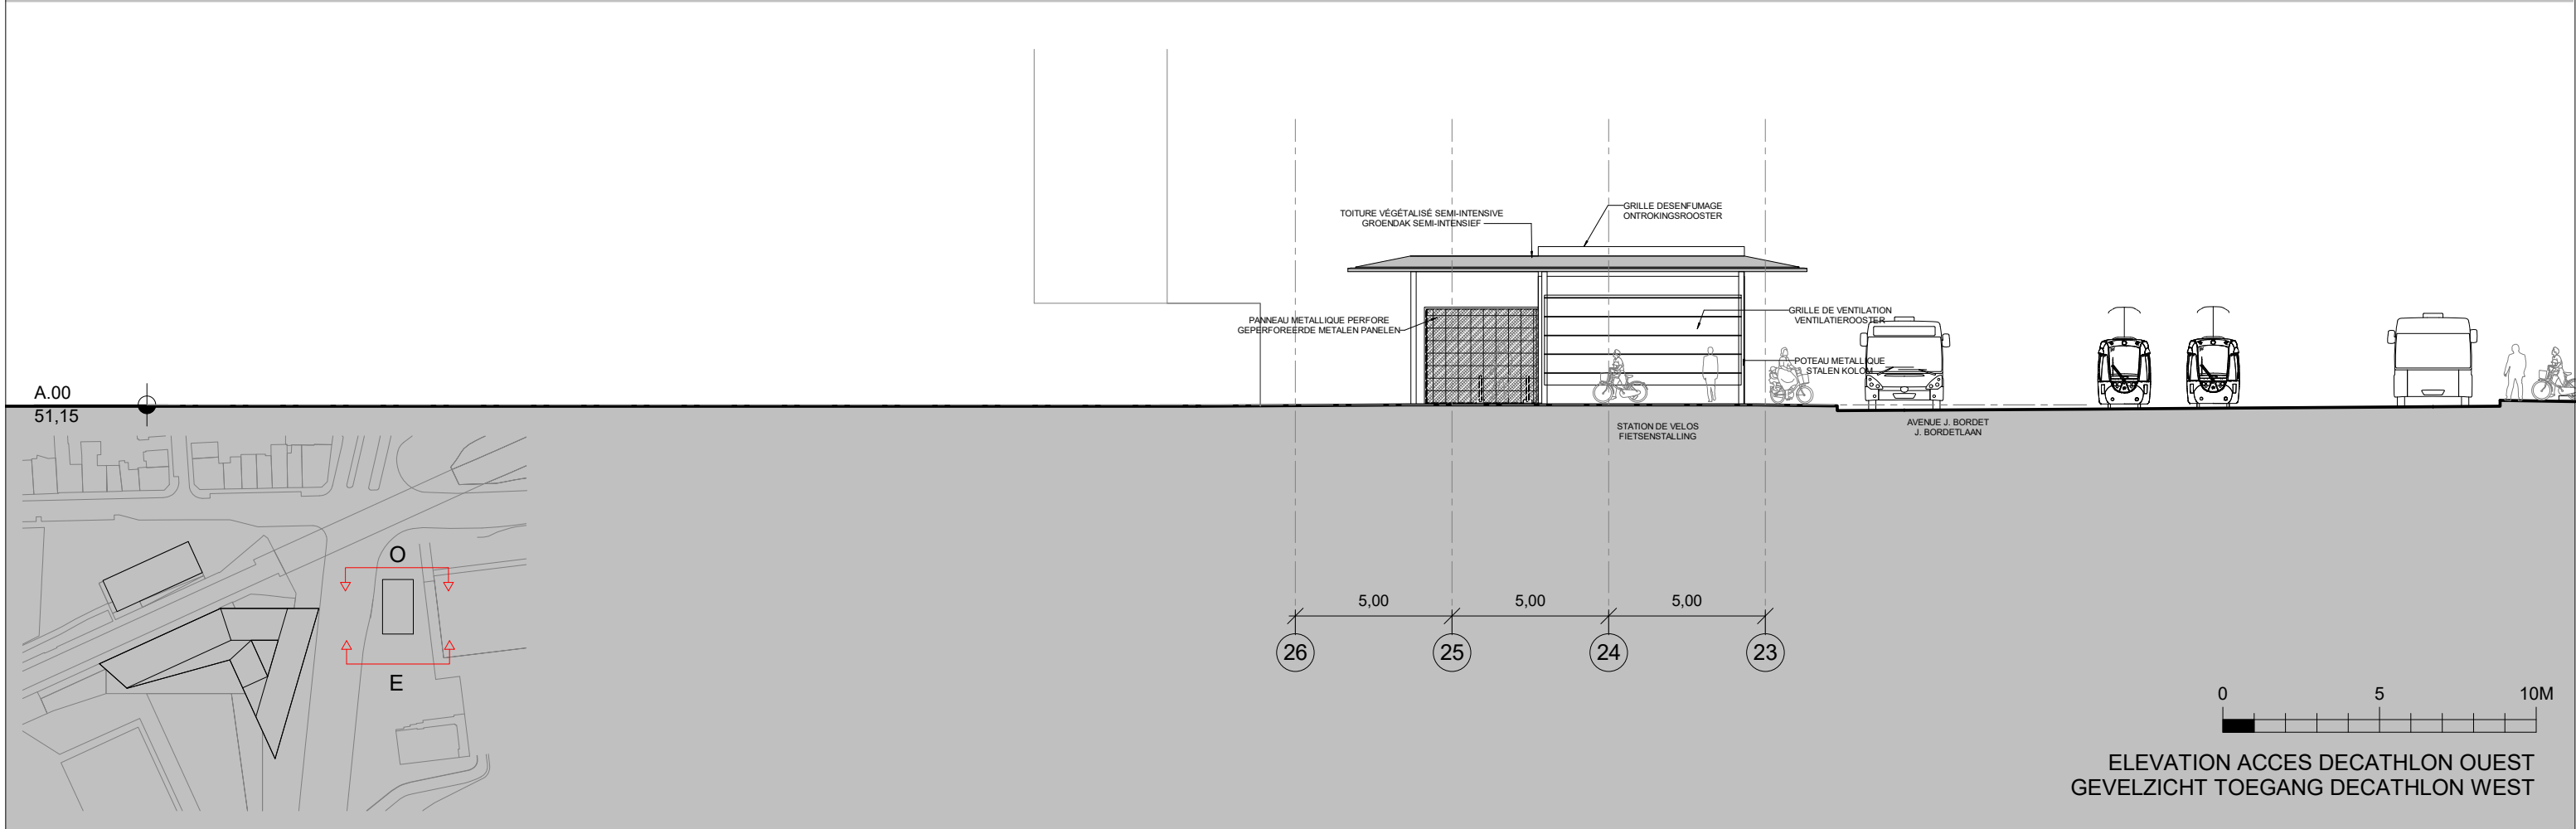 TOITURE VÉGÉTALISÉ SEMI-INTENSIVE
GROENDAK SEMI-INTENSIEF
GRILLE DESENFUMAGE
ONTROKINGSROOSTER
PANNEAU METALLIQUE PERFORE
GEPERFOREERDE METALEN PANELEN
GRILLE DE VENTILATION
VENTILATIEROOSTER
POTEAU METALLIQUE
STALEN KOLOM
A.00
51,15
STATION DE VELOS
FIETSENSTALLING
AVENUE J. BORDET
J. BORDETLAAN
O
E
5,00 5,00 5,00
26 25 24 23
0 5 10M
ELEVATION ACCES DECATHLON OUEST
GEVELZICHT TOEGANG DECATHLON WEST